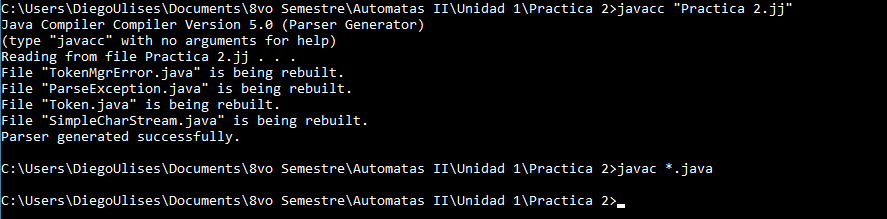 C:\Users\DiegoUlises\Documents\8vo Semestre\Automatas II\Unidad 1\Practica 2>javacc "Practica 2.jj"
Java Compiler Compiler Version 5.0 (Parser Generator)
(type "javacc" with no arguments for help)
Reading from file Practica 2.jj . . .
File "TokenMgrError.java" is being rebuilt.
File "ParseException.java" is being rebuilt.
File "Token.java" is being rebuilt.
File "SimpleCharStream.java" is being rebuilt.
Parser generated successfully.
C:\Users\DiegoUlises\Documents\8vo Semestre\Automatas II\Unidad 1\Practica 2>javac *.java
C:\Users\DiegoUlises\Documents\8vo Semestre\Automatas II\Unidad 1\Practica 2>